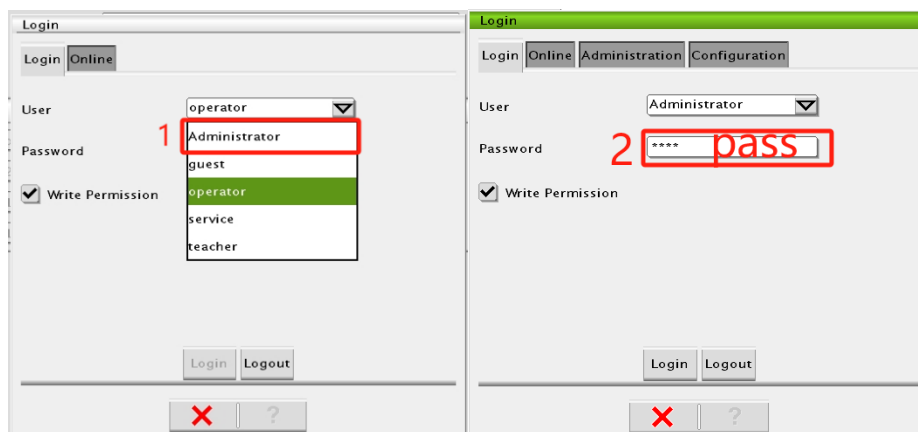 Login
Login Online
User operator
1 Administrator
Password
guest
Write Permission operator
service
teacher
Login Logout
?
Login
Login Online Administration Configuration
User Administrator
Password 2 **** pass
Write Permission
Login Logout
?